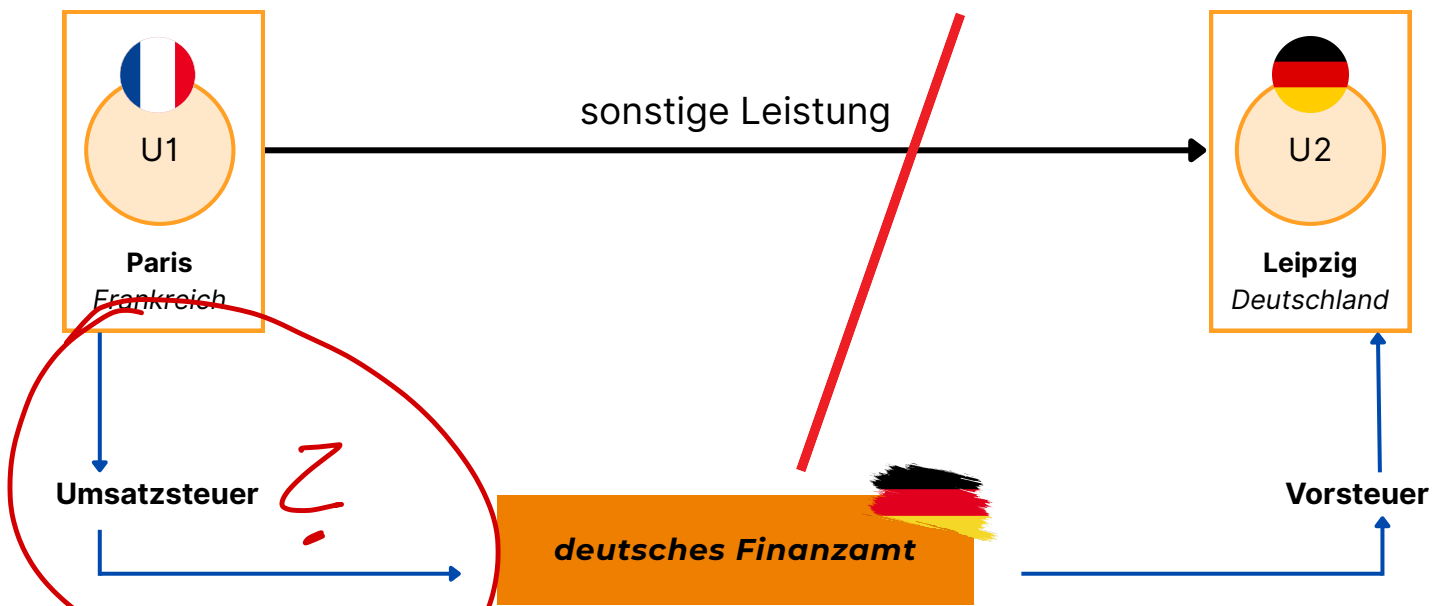 sonstige Leistung
U1
U2
Paris
Frankreich
Leipzig
Deutschland
Umsatzsteuer ?
Vorsteuer
deutsches Finanzamt